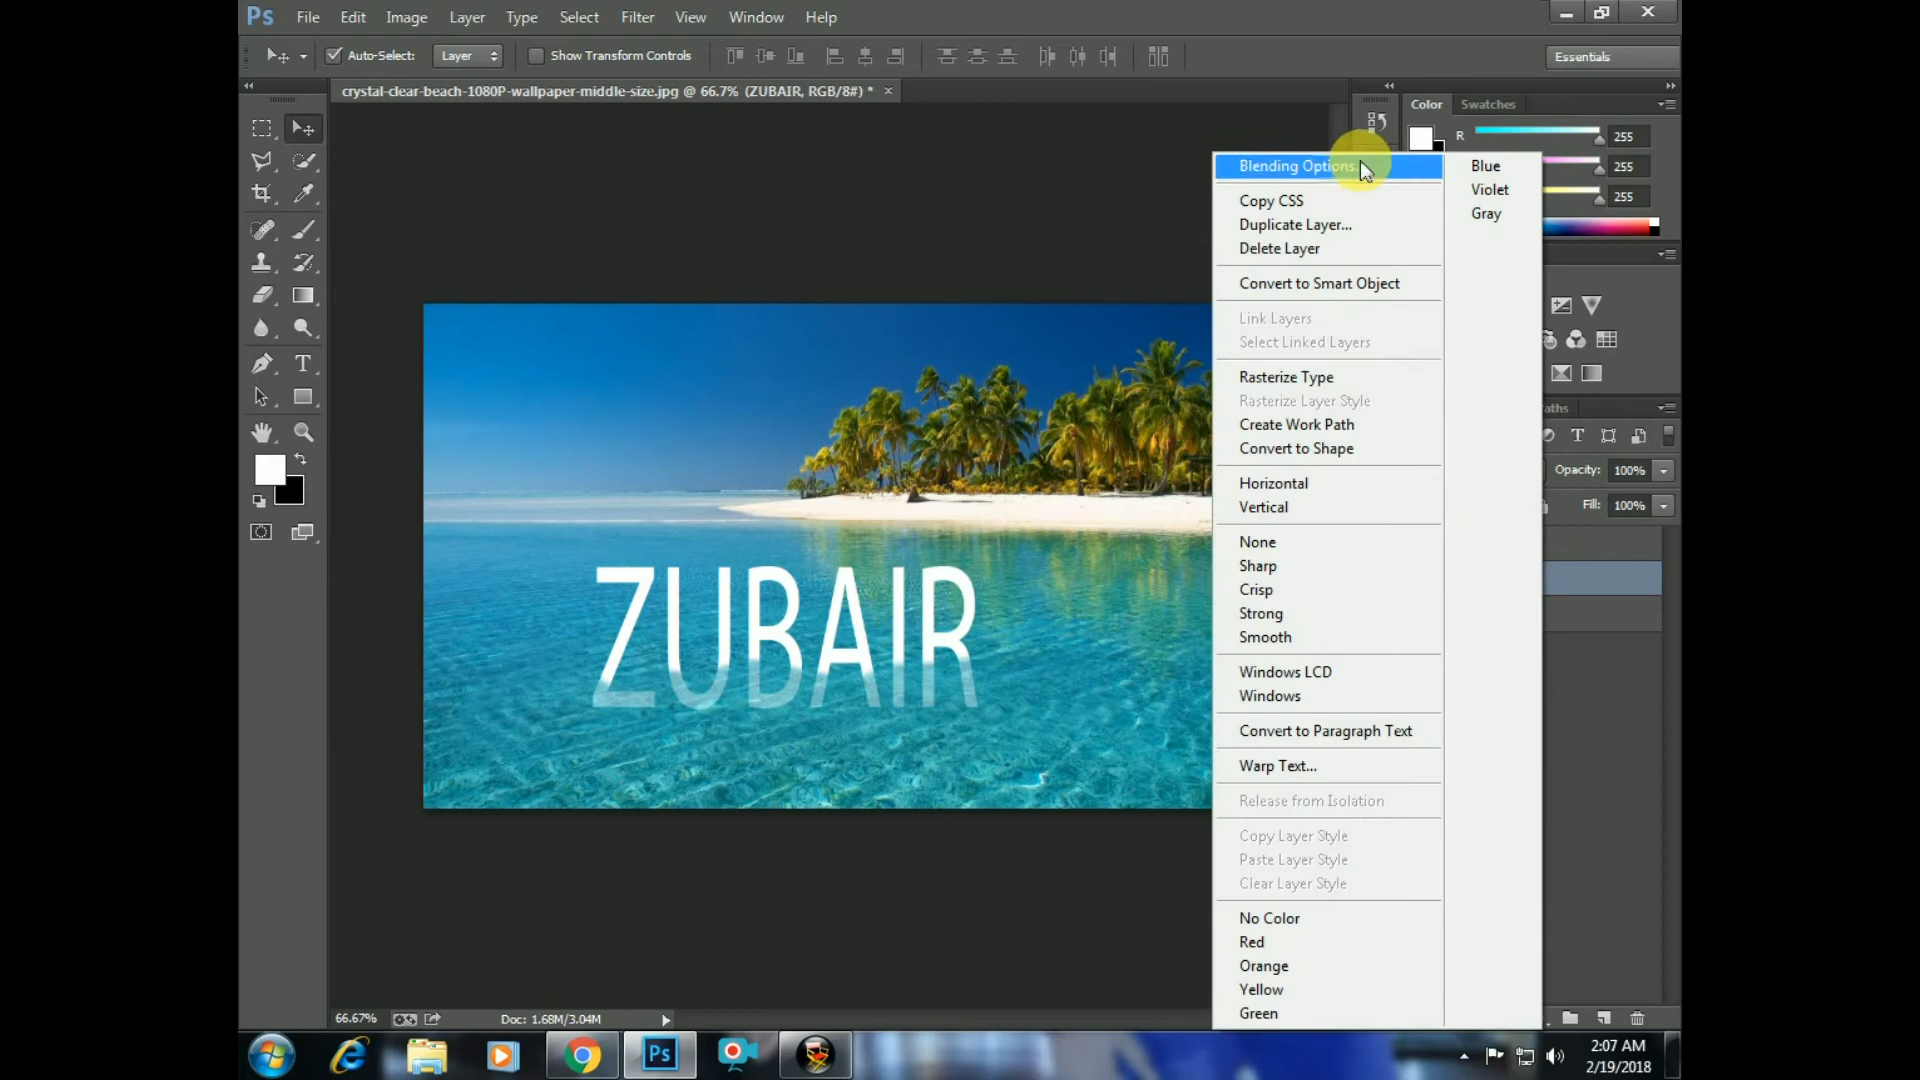 Ps File Edit Image Layer Type Select Filter View Window Help
Auto-Select: Layer Show Transform Controls Essentials
crystal-clear-beach-1080P-wallpaper-middle-size.jpg @ 66.7% (ZUBAIR, RGB/8#) * ×
Color Swatches
R 255
255
255
Blending Options
Copy CSS
Duplicate Layer...
Delete Layer
Convert to Smart Object
Link Layers
Select Linked Layers
Rasterize Type
Rasterize Layer Style
Create Work Path
Convert to Shape
Horizontal
Vertical
None
Sharp
Crisp
Strong
Smooth
Windows LCD
Windows
Convert to Paragraph Text
Warp Text...
Release from Isolation
Copy Layer Style
Paste Layer Style
Clear Layer Style
No Color
Red
Orange
Yellow
Green
Blue
Violet
Gray
Opacity: 100%
Fill: 100%
ZUBAIR
66.67% Doc: 1.68M/3.04M
Ps
2:07 AM
2/19/2018